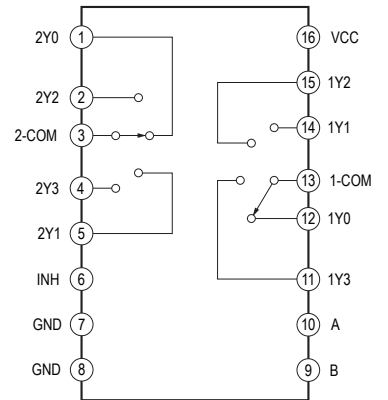 2Y0 1
2Y2 2
2-COM 3
2Y3 4
2Y1 5
INH 6
GND 7
GND 8
16 VCC
15 1Y2
14 1Y1
13 1-COM
12 1Y0
11 1Y3
10 A
9 B